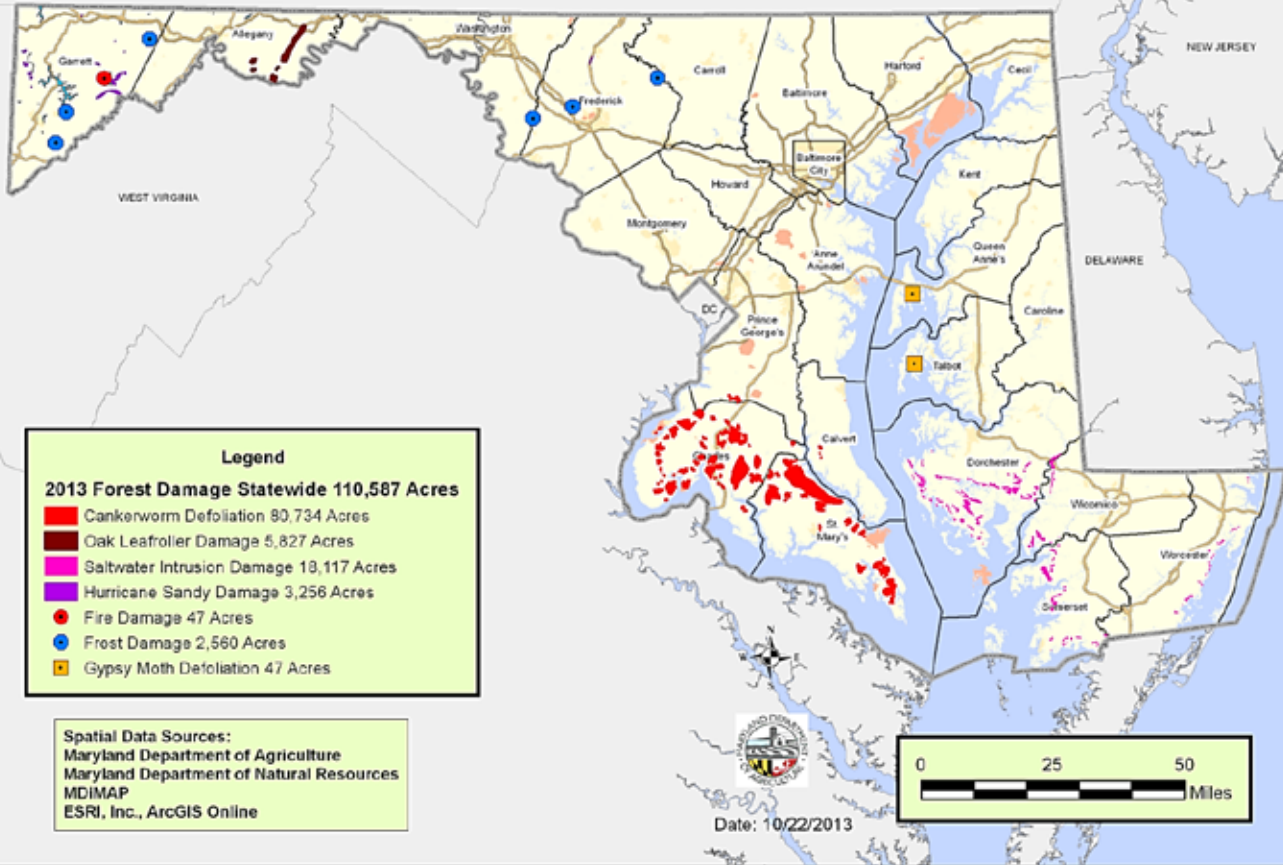 Garrett
Allegany
Washington
Frederick
Carroll
Baltimore
Harford
Cecil
NEW JERSEY
WEST VIRGINIA
Baltimore
City
Howard
Montgomery
Kent
Anne
Arundel
Queen
Anne's
DELAWARE
DC
Prince
George's
Caroline
Talbot
Charles
Calvert
St.
Mary's
Dorchester
Wicomico
Worcester
Somerset
Legend
2013 Forest Damage Statewide 110,587 Acres
Cankerworm Defoliation 80,734 Acres
Oak Leafroller Damage 5,827 Acres
Saltwater Intrusion Damage 18,117 Acres
Hurricane Sandy Damage 3,256 Acres
Fire Damage 47 Acres
Frost Damage 2,560 Acres
Gypsy Moth Defoliation 47 Acres
Spatial Data Sources:
Maryland Department of Agriculture
Maryland Department of Natural Resources
MDiMAP
ESRI, Inc., ArcGIS Online
N
W E
S
MARYLAND DEPARTMENT
OF AGRICULTURE
Date: 10/22/2013
0 25 50
Miles